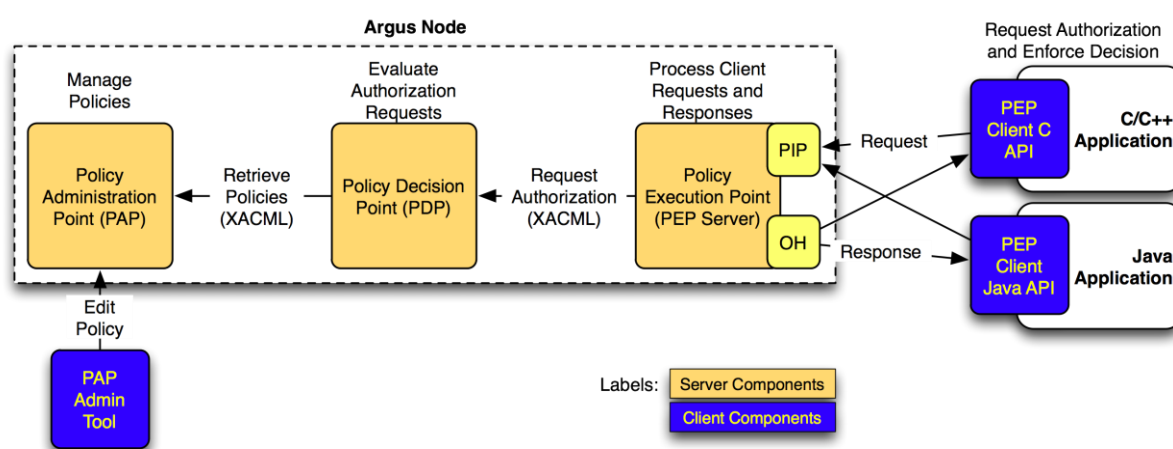 Argus Node
Request Authorization
and Enforce Decision
Manage
Policies
Evaluate
Authorization
Requests
Process Client
Requests and
Responses
Policy
Administration
Point (PAP)
Retrieve
Policies
(XACML)
Policy Decision
Point (PDP)
Request
Authorization
(XACML)
Policy
Execution Point
(PEP Server)
PIP
OH
Request
Response
PEP
Client C
API
C/C++
Application
PEP
Client
Java API
Java
Application
Edit
Policy
PAP
Admin
Tool
Labels:
Server Components
Client Components